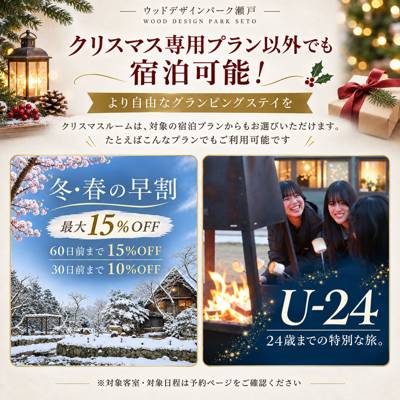 ウッドデザインパーク瀬戸
WOOD DESIGN PARK SETO
クリスマス専用プラン以外でも
宿泊可能！
より自由なグランピングステイを
クリスマスルームは、対象の宿泊プランからもお選びいただけます。
たとえばこんなプランでもご利用可能です
冬・春の早割
最大15%OFF
60日前まで 15%OFF
30日前まで 10%OFF
U-24
24歳までの特別な旅。
※対象客室・対象日程は予約ページをご確認ください